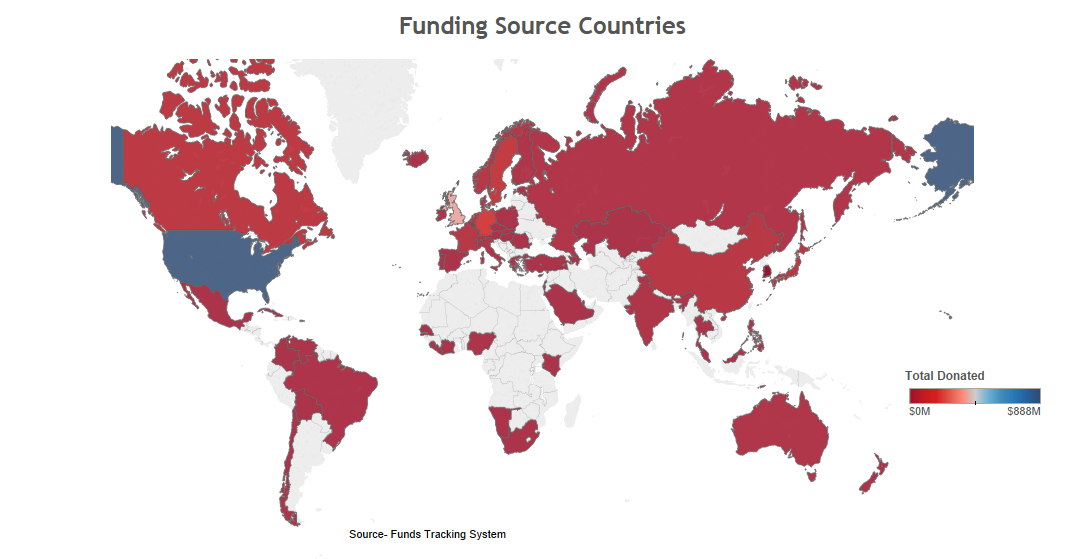 Funding Source Countries
Total Donated
$0M $888M
Source- Funds Tracking System